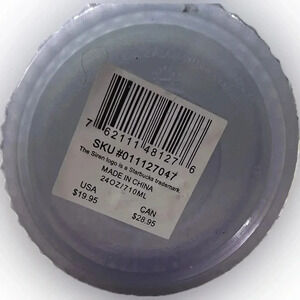 7 62111 48127 6
SKU #011127047
The Siren logo is a Starbucks trademark
MADE IN CHINA
24OZ/710ML
USA CAN
$19.95 $28.95